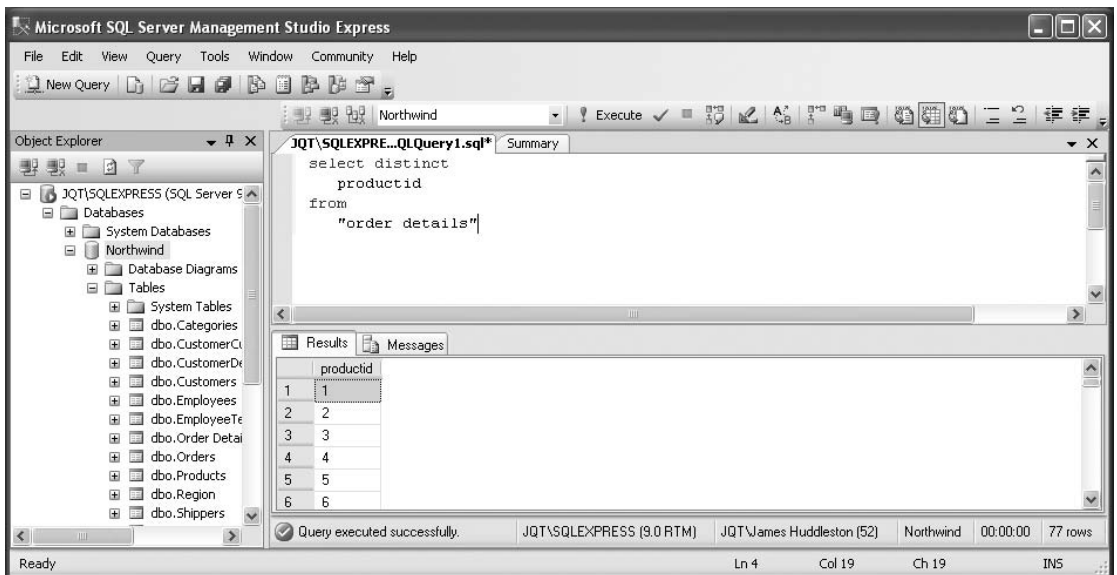 Microsoft SQL Server Management Studio Express
File Edit View Query Tools Window Community Help
New Query
Northwind Execute
Object Explorer
JQT\SQLEXPRE...QLQuery1.sql* Summary
JQT\SQLEXPRESS (SQL Server 9
Databases
System Databases
Northwind
Database Diagrams
Tables
System Tables
dbo.Categories
dbo.CustomerCu
dbo.CustomerDe
dbo.Customers
dbo.Employees
dbo.EmployeeTe
dbo.Order Detai
dbo.Orders
dbo.Products
dbo.Region
dbo.Shippers
select distinct
productid
from
"order details"
Results Messages
productid
1 1
2 2
3 3
4 4
5 5
6 6
Query executed successfully. JQT\SQLEXPRESS (9.0 RTM) JQT\James Huddleston (52) Northwind 00:00:00 77 rows
Ready Ln 4 Col 19 Ch 19 INS